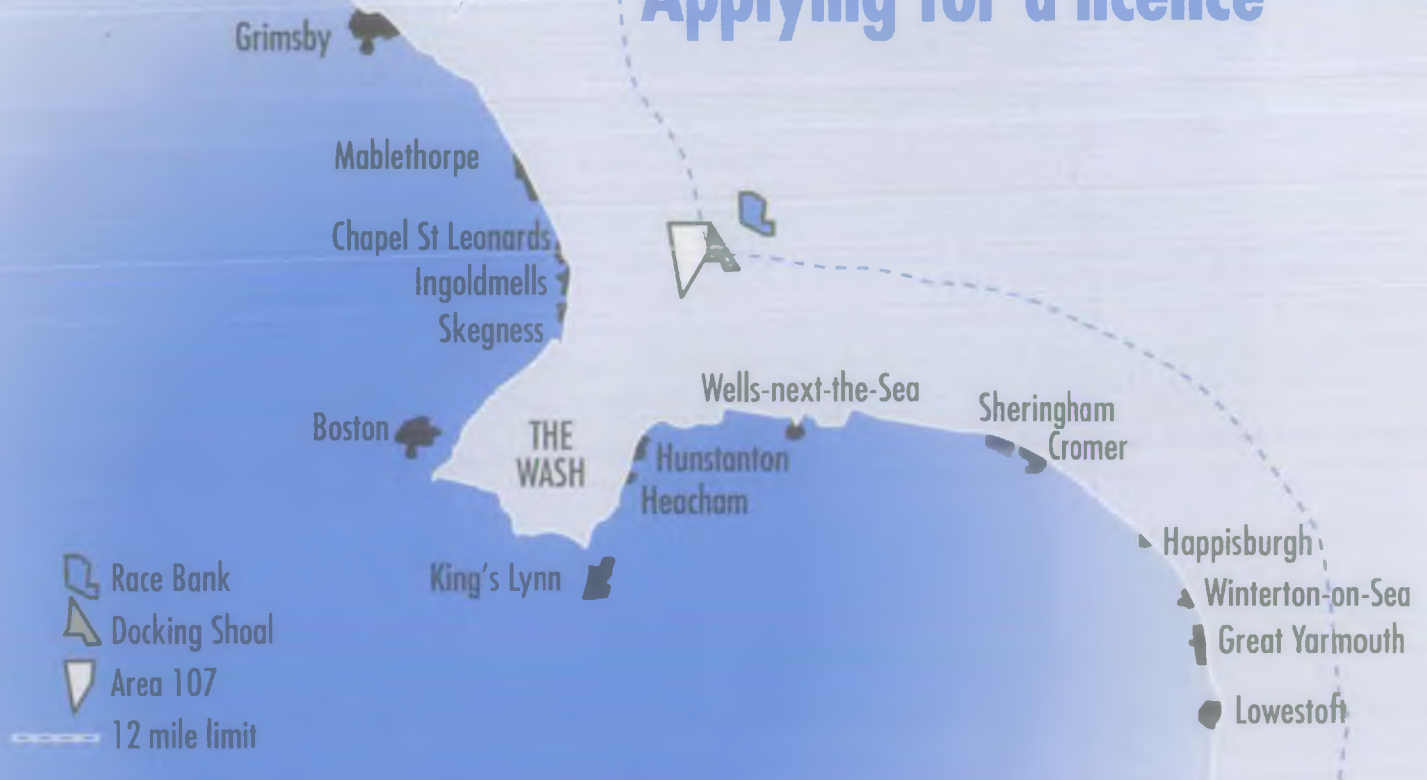 Applying for a licence
Grimsby
Mablethorpe
Chapel St Leonards
Ingoldmells
Skegness
Wells-next-the-Sea
Sheringham
Cromer
Boston
THE
WASH
Hunstanton
Heacham
Happisburgh
King's Lynn
Winterton-on-Sea
Great Yarmouth
Lowestoft
Race Bank
Docking Shoal
Area 107
12 mile limit